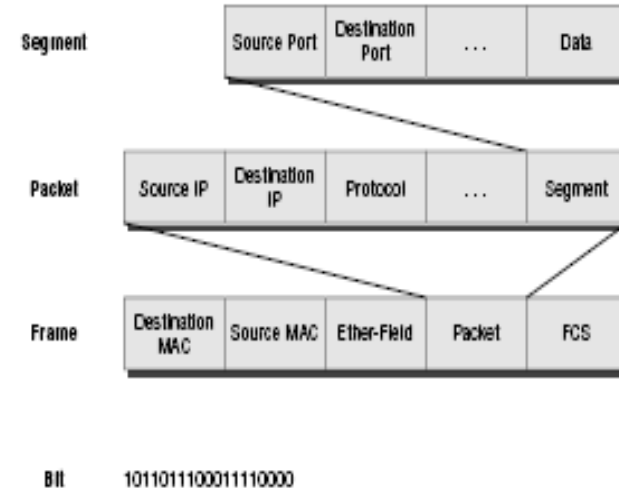 Segment
Source Port
Destination Port
...
Data
Packet
Source IP
Destination IP
Protocol
...
Segment
Frame
Destination MAC
Source MAC
Ether-Field
Packet
FCS
Bit
1011011100011110000